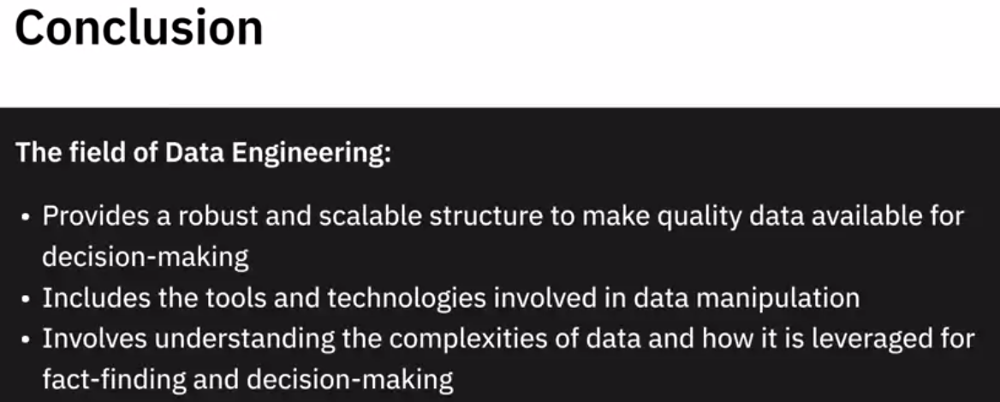 Conclusion
The field of Data Engineering:
• Provides a robust and scalable structure to make quality data available for
decision-making
• Includes the tools and technologies involved in data manipulation
• Involves understanding the complexities of data and how it is leveraged for
fact-finding and decision-making